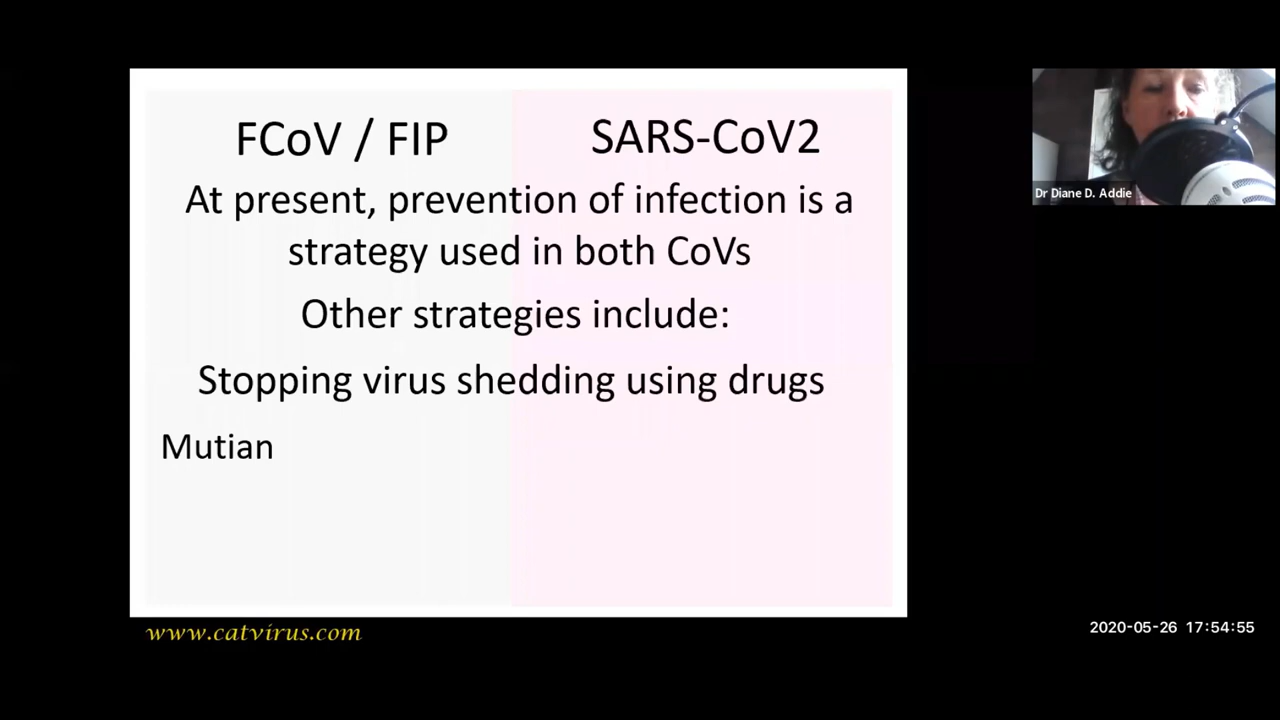 FCoV / FIP
SARS-CoV2
At present, prevention of infection is a
strategy used in both CoVs
Other strategies include:
Stopping virus shedding using drugs
Mutian
www.catvirus.com
Dr Diane D. Addie
2020-05-26 17:54:55